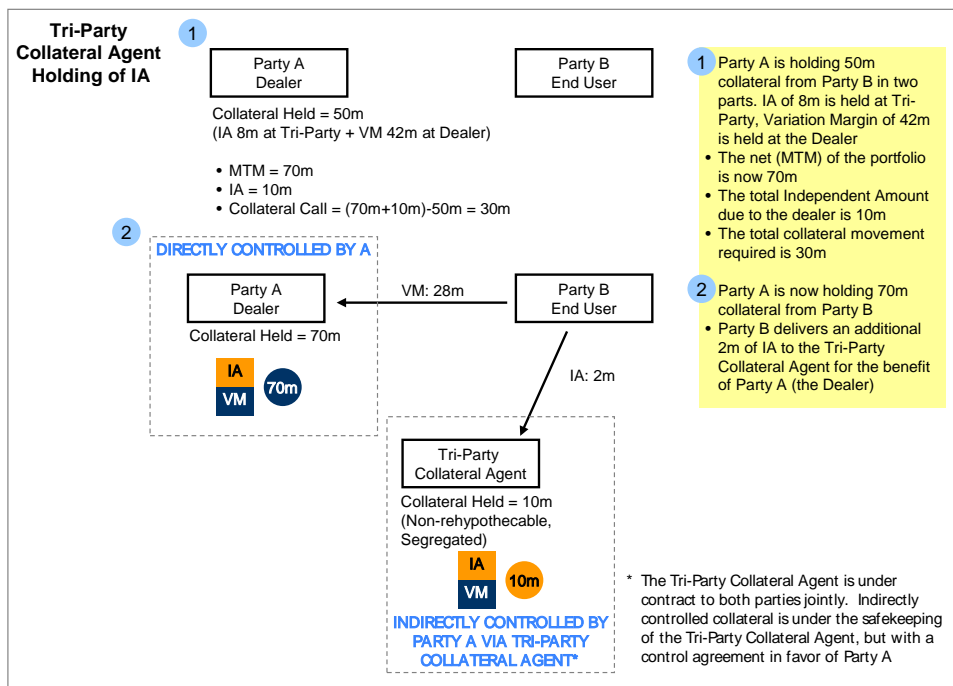 Tri-Party
Collateral Agent
Holding of IA
1
Party A
Dealer
Party B
End User
Collateral Held = 50m
(IA 8m at Tri-Party + VM 42m at Dealer)
• MTM = 70m
• IA = 10m
• Collateral Call = (70m+10m)-50m = 30m
1
Party A is holding 50m
collateral from Party B in two
parts. IA of 8m is held at Tri-
Party, Variation Margin of 42m
is held at the Dealer
• The net (MTM) of the portfolio
is now 70m
• The total Independent Amount
due to the dealer is 10m
• The total collateral movement
required is 30m
2
Party A is now holding 70m
collateral from Party B
• Party B delivers an additional
2m of IA to the Tri-Party
Collateral Agent for the benefit
of Party A (the Dealer)
2
DIRECTLY CONTROLLED BY A
Party A
Dealer
VM: 28m
Party B
End User
Collateral Held = 70m
IA
VM
70m
IA: 2m
Tri-Party
Collateral Agent
Collateral Held = 10m
(Non-rehypothecable,
Segregated)
IA
VM
10m
INDIRECTLY CONTROLLED BY
PARTY A VIA TRI-PARTY
COLLATERAL AGENT*
* The Tri-Party Collateral Agent is under
contract to both parties jointly. Indirectly
controlled collateral is under the safekeeping
of the Tri-Party Collateral Agent, but with a
control agreement in favor of Party A